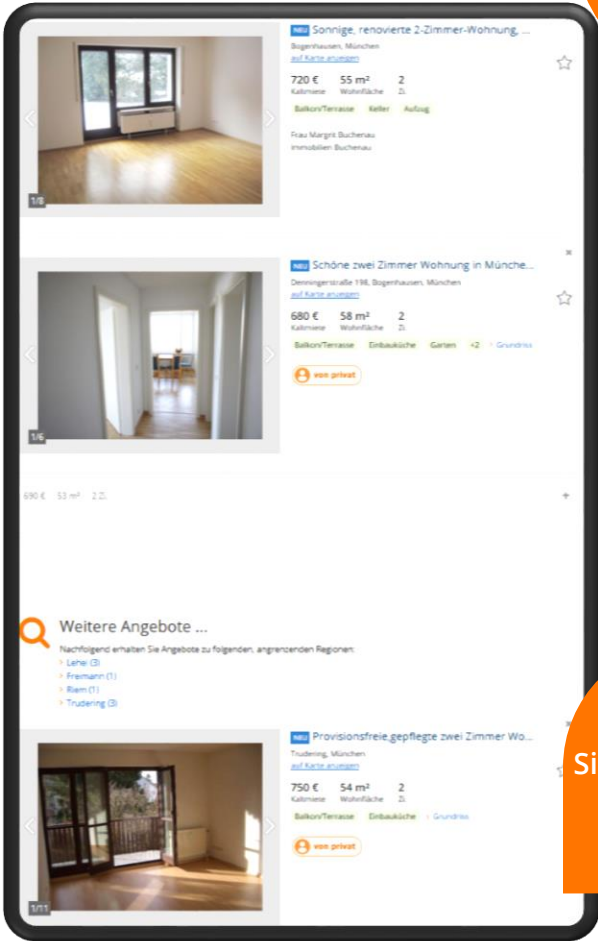 NEU Sonnige, renovierte 2-Zimmer-Wohnung, ...
Bogenhausen, München
auf Karte anzeigen
720 € 55 m² 2
Kaltmiete Wohnfläche Zi.
Balkon/Terrasse Keller Aufzug
Frau Margrit Buchenau
Immobilien Buchenau
1/8
NEU Schöne zwei Zimmer Wohnung in Münche...
Denningerstraße 198, Bogenhausen, München
auf Karte anzeigen
680 € 58 m² 2
Kaltmiete Wohnfläche Zi.
Balkon/Terrasse Einbauküche Garten +2 Grundriss
von privat
1/6
690 € 53 m² 2 Zi.
Weitere Angebote ...
Nachfolgend erhalten Sie Angebote zu folgenden, angrenzenden Regionen:
Lehel (3)
Freimann (1)
Riem (1)
Trudering (3)
NEU Provisionsfreie,gepflegte zwei Zimmer Wo...
Trudering, München
auf Karte anzeigen
750 € 54 m² 2
Kaltmiete Wohnfläche Zi.
Balkon/Terrasse Einbauküche Grundriss
von privat
1/11
Si